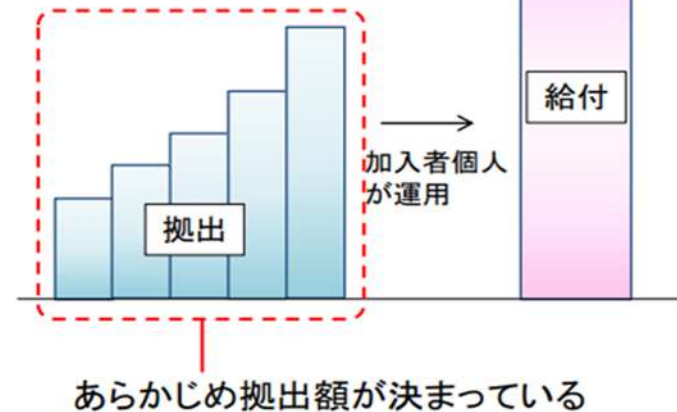 給付
加入者個人
が運用
拠出
あらかじめ拠出額が決まっている